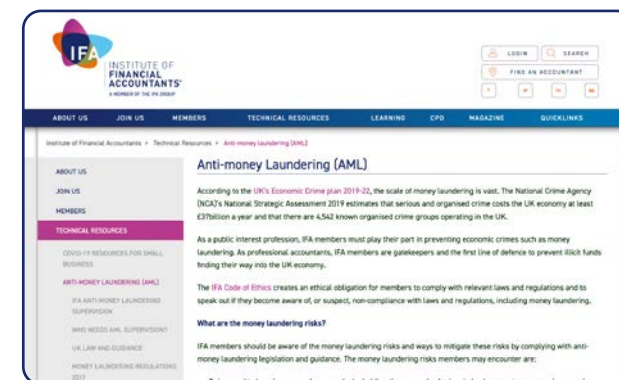 IFA
INSTITUTE OF
FINANCIAL
ACCOUNTANTS
A MEMBER OF THE IPA GROUP
LOGIN
SEARCH
FIND AN ACCOUNTANT
ABOUT US
JOIN US
MEMBERS
TECHNICAL RESOURCES
LEARNING
CPD
MAGAZINE
QUICKLINKS
Institute of Financial Accountants > Technical Resources > Anti-money laundering (AML)
ABOUT US
JOIN US
MEMBERS
TECHNICAL RESOURCES
COVID-19 RESOURCES FOR SMALL
BUSINESS
ANTI-MONEY LAUNDERING (AML)
IFA ANTI-MONEY LAUNDERING
SUPERVISION
WHO NEEDS AML SUPERVISION?
UK LAW AND GUIDANCE
MONEY LAUNDERING REGULATIONS
2017
Anti-money Laundering (AML)
According to the UK's Economic Crime plan 2019-22, the scale of money laundering is vast. The National Crime Agency
(NCA)'s National Strategic Assessment 2019 estimates that serious and organised crime costs the UK economy at least
£37billion a year and that there are 4,542 known organised crime groups operating in the UK.
As a public interest profession, IFA members must play their part in preventing economic crimes such as money
laundering. As professional accountants, IFA members are gatekeepers and the first line of defence to prevent illicit funds
finding their way into the UK economy.
The IFA Code of Ethics creates an ethical obligation for members to comply with relevant laws and regulations and to
speak out if they become aware of, or suspect, non-compliance with laws and regulations, including money laundering.
What are the money laundering risks?
IFA members should be aware of the money laundering risks and ways to mitigate these risks by complying with anti-
money laundering legislation and guidance. The money laundering risks members may encounter are: